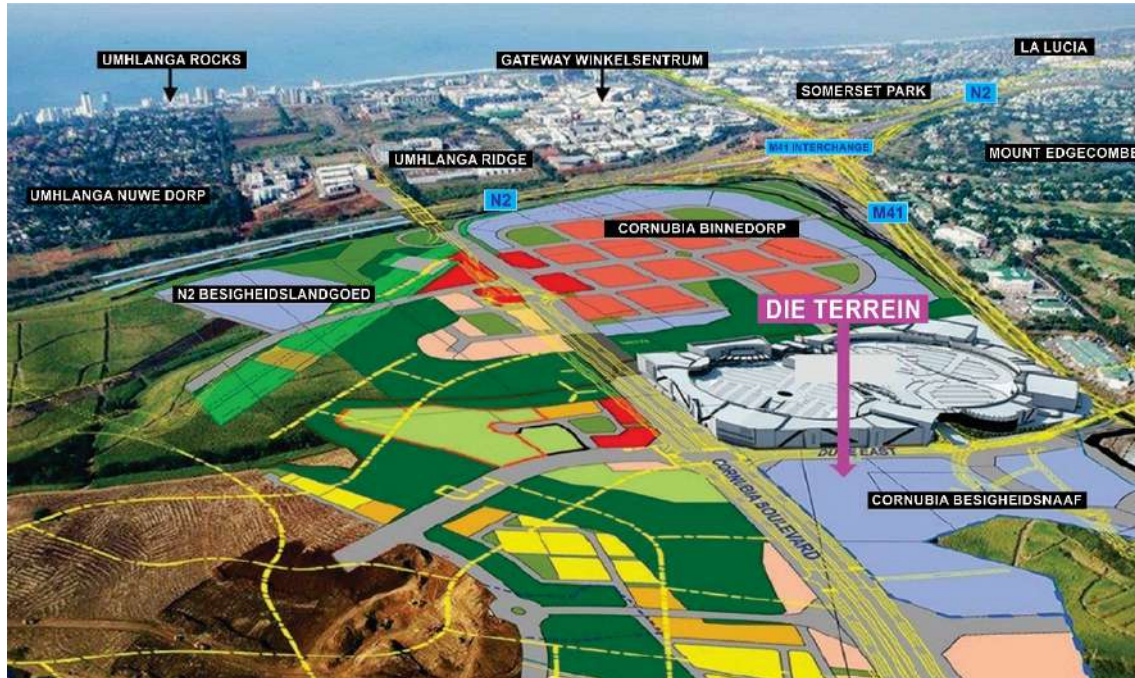 UMHLANGA ROCKS
GATEWAY WINKELSENTRUM
LA LUCIA
SOMERSET PARK
N2
M41 INTERCHANGE
MOUNT EDGECOMBE
UMHLANGA RIDGE
UMHLANGA NUWE DORP
N2
M41
CORNUBIA BINNEDORP
N2 BESIGHEIDSLANDGOED
DIE TERREIN
EAST
CORNUBIA BOULEVARD
CORNUBIA BESIGHEIDSNAAF